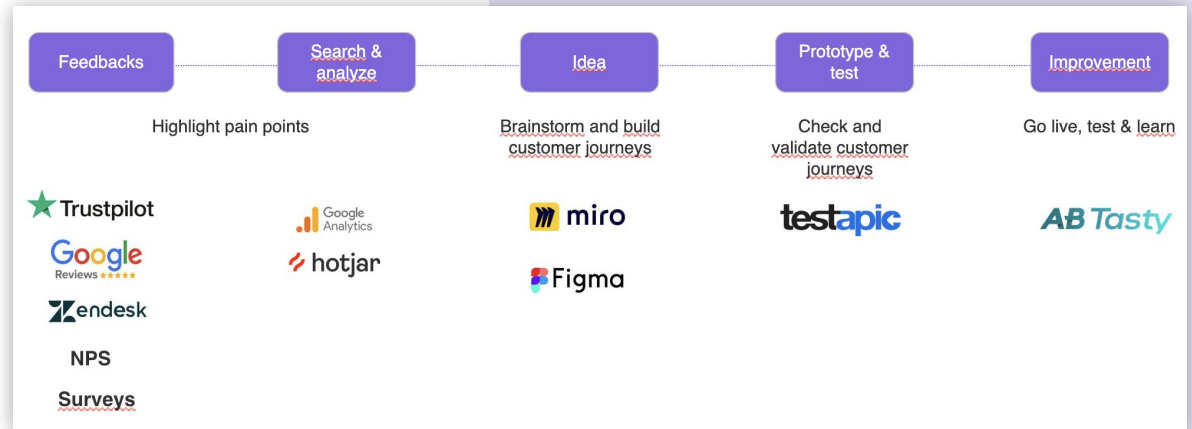 Feedbacks
Search &
analyze
Idea
Prototype &
test
Improvement
Highlight pain points
Brainstorm and build
customer journeys
Check and
validate customer
journeys
Go live, test & learn
Trustpilot
Google
Reviews
Zendesk
NPS
Surveys
Google
Analytics
hotjar
miro
Figma
testapic
AB Tasty